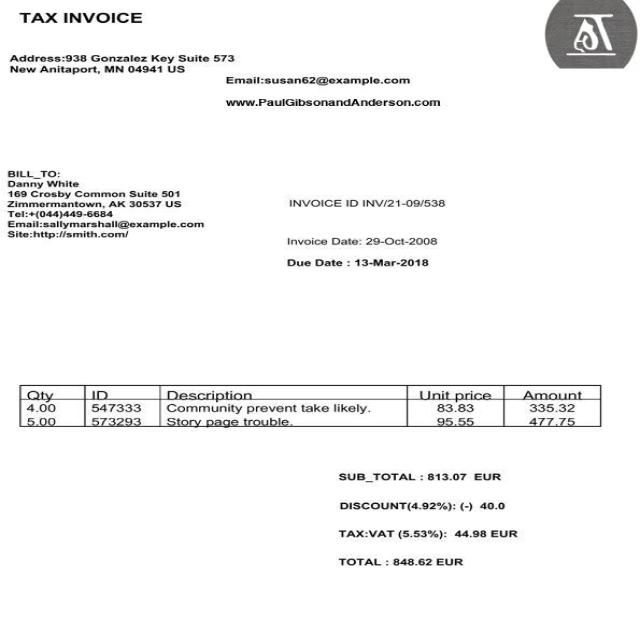 TAX INVOICE
Address:938 Gonzalez Key Suite 573
New Anitaport, MN 04941 US
Email:susan62@example.com
www.PaulGibsonandAnderson.com
BILL_TO:
Danny White
169 Crosby Common Suite 501
Zimmermantown, AK 30537 US
Tel:+(044)449-6684
Email:sallymarshall@example.com
Site:http://smith.com/
INVOICE ID INV/21-09/538
Invoice Date: 29-Oct-2008
Due Date : 13-Mar-2018
Qty ID Description Unit price Amount
4.00 547333 Community prevent take likely. 83.83 335.32
5.00 573293 Story page trouble. 95.55 477.75
SUB_TOTAL : 813.07 EUR
DISCOUNT(4.92%): (-) 40.0
TAX:VAT (5.53%): 44.98 EUR
TOTAL : 848.62 EUR